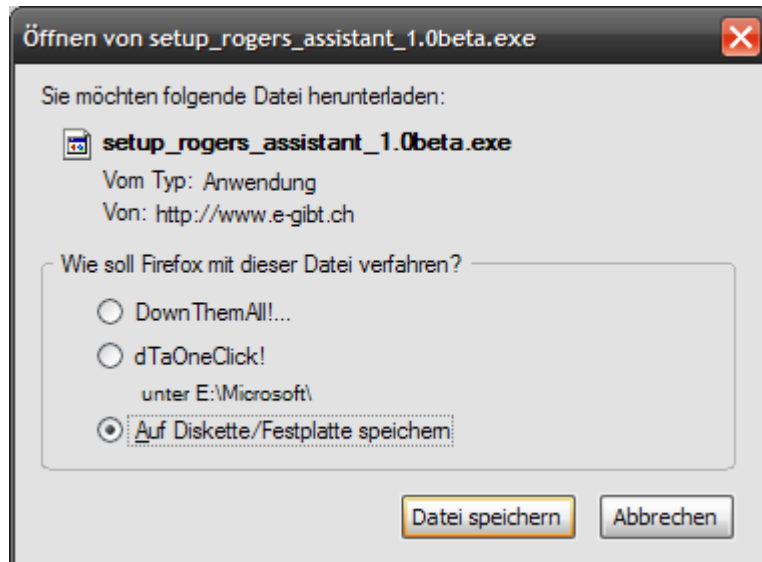 Öffnen von setup_rogers_assistant_1.0beta.exe
Sie möchten folgende Datei herunterladen:
setup_rogers_assistant_1.0beta.exe
Vom Typ: Anwendung
Von: http://www.e-gibt.ch
Wie soll Firefox mit dieser Datei verfahren?
DownThemAll!...
dTaOneClick!
unter E:\Microsoft\
Auf Diskette/Festplatte speichern
Datei speichern Abbrechen